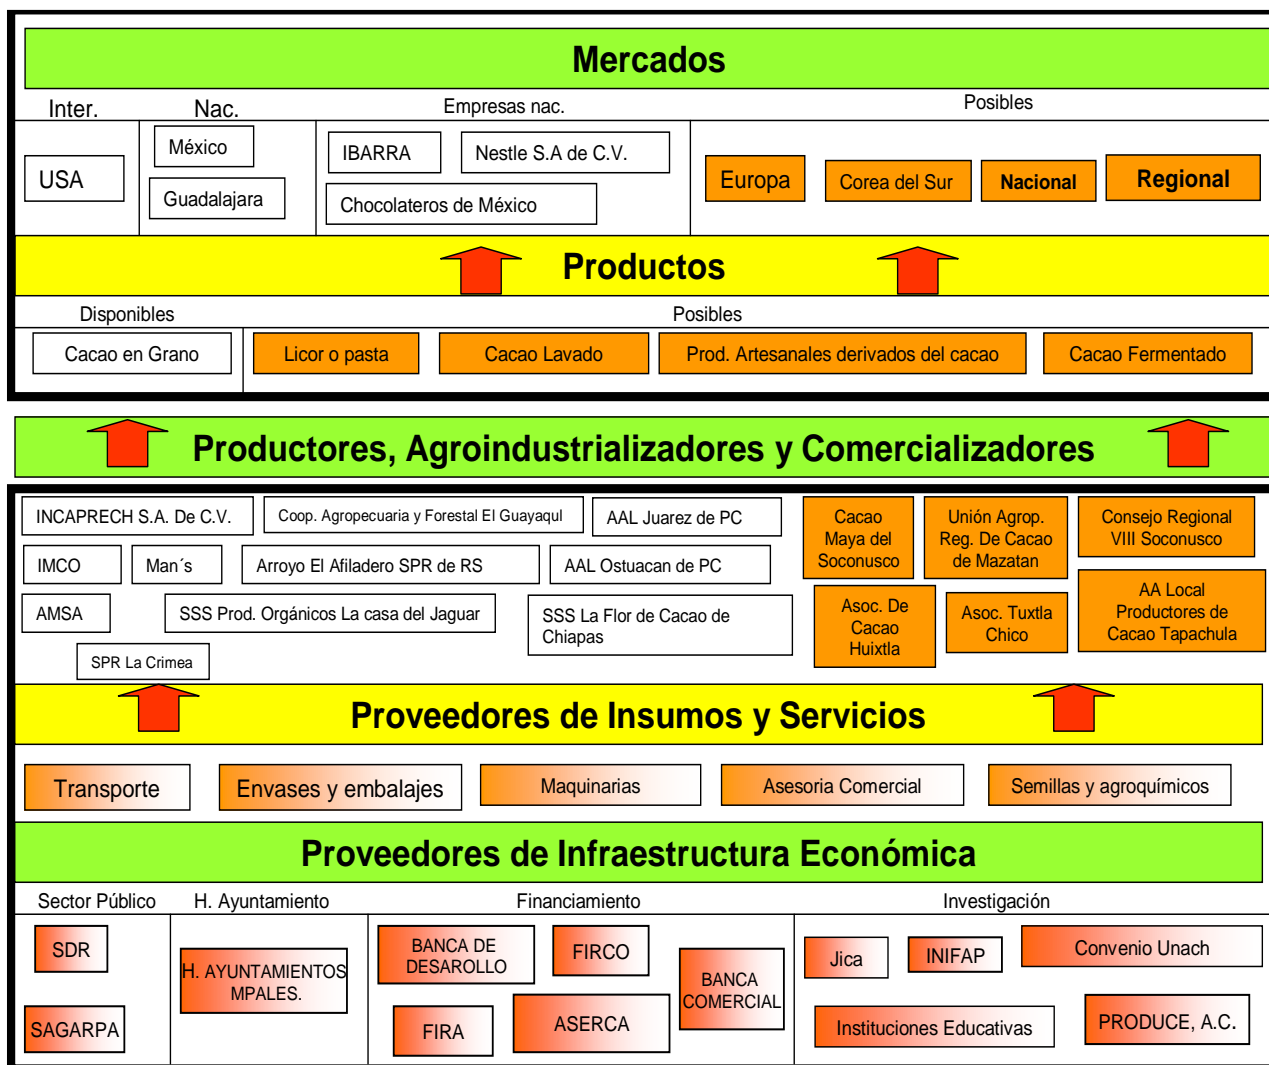 Mercados
Inter.
Nac.
Empresas nac.
Posibles
USA
México
Guadalajara
IBARRA
Nestle S.A de C.V.
Chocolateros de México
Europa
Corea del Sur
Nacional
Regional
Productos
Disponibles
Posibles
Cacao en Grano
Licor o pasta
Cacao Lavado
Prod. Artesanales derivados del cacao
Cacao Fermentado
Productores, Agroindustrializadores y Comercializadores
INCAPRECH S.A. De C.V.
Coop. Agropecuaria y Forestal El Guayaqul
AAL Juarez de PC
IMCO
Man´s
Arroyo El Afiladero SPR de RS
AAL Ostuacan de PC
AMSA
SSS Prod. Orgánicos La casa del Jaguar
SSS La Flor de Cacao de
Chiapas
SPR La Crimea
Cacao
Maya del
Soconusco
Unión Agrop.
Reg. De Cacao
de Mazatan
Consejo Regional
VIII Soconusco
Asoc. De
Cacao
Huixtla
Asoc. Tuxtla
Chico
AA Local
Productores de
Cacao Tapachula
Proveedores de Insumos y Servicios
Transporte
Envases y embalajes
Maquinarias
Asesoria Comercial
Semillas y agroquímicos
Proveedores de Infraestructura Económica
Sector Público
H. Ayuntamiento
Financiamiento
Investigación
SDR
SAGARPA
H. AYUNTAMIENTOS
MPALES.
BANCA DE
DESAROLLO
FIRCO
BANCA
COMERCIAL
FIRA
ASERCA
Jica
INIFAP
Convenio Unach
Instituciones Educativas
PRODUCE, A.C.